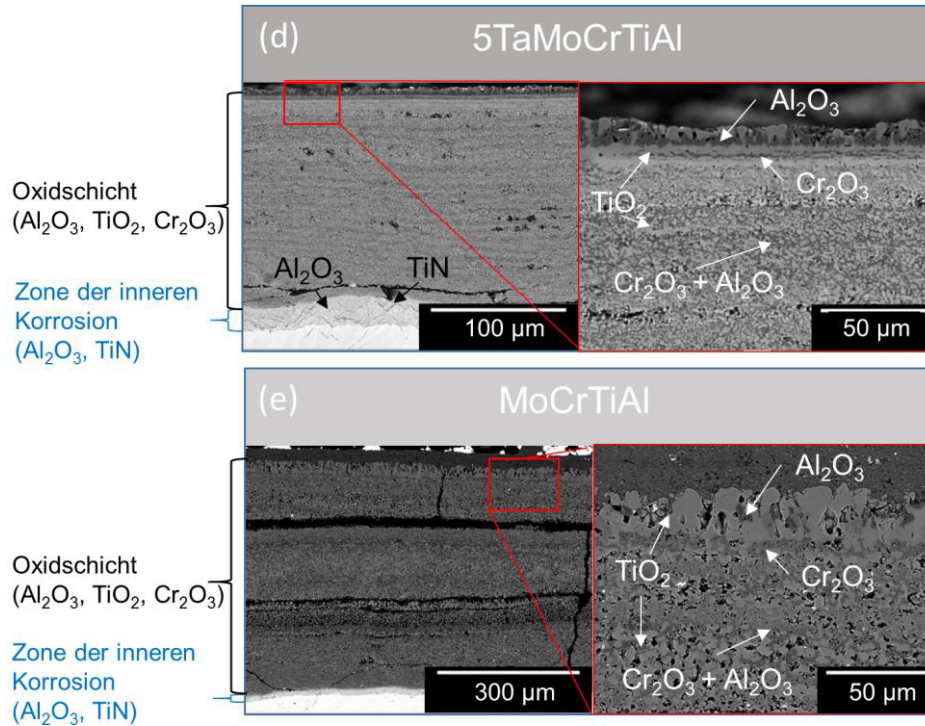 (d) 5TaMoCrTiAl
Oxidschicht
(Al₂O₃, TiO₂, Cr₂O₃)
Zone der inneren
Korrosion
(Al₂O₃, TiN)
Al₂O₃
TiN
100 µm
Al₂O₃
TiO₂
Cr₂O₃
Cr₂O₃ + Al₂O₃
50 µm
(e) MoCrTiAl
Oxidschicht
(Al₂O₃, TiO₂, Cr₂O₃)
Zone der inneren
Korrosion
(Al₂O₃, TiN)
300 µm
Al₂O₃
TiO₂
Cr₂O₃
Cr₂O₃ + Al₂O₃
50 µm